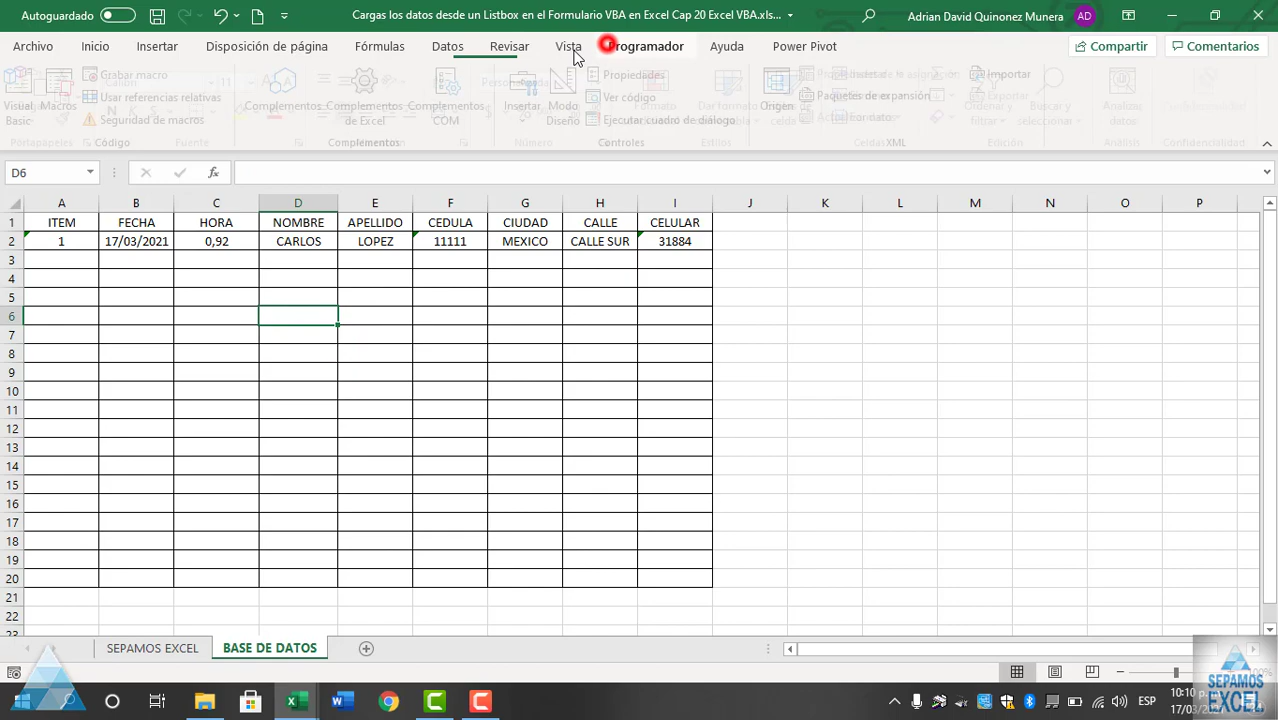 Autoguardado
Cargas los datos desde un Listbox en el Formulario VBA en Excel Cap 20 Excel VBA.xls...
Adrian David Quinonez Munera AD
Archivo Inicio Insertar Disposición de página Fórmulas Datos Revisar Vista Programador Ayuda Power Pivot Compartir Comentarios
Visual Basic
Macros
Grabar macro
Usar referencias relativas
Seguridad de macros
Código
Complementos
Complementos de Excel
Complementos COM
Complementos
Insertar
Modo Diseño
Propiedades
Ver código
Ejecutar cuadro de diálogo
Controles
Origen
Paquetes de expansión
Importar
XML
D6
A B C D E F G H I J K L M N O P
1 ITEM FECHA HORA NOMBRE APELLIDO CEDULA CIUDAD CALLE CELULAR
2 1 17/03/2021 0,92 CARLOS LOPEZ 11111 MEXICO CALLE SUR 31884
3
4
5
6
7
8
9
10
11
12
13
14
15
16
17
18
19
20
21
22
23
SEPAMOS EXCEL BASE DE DATOS
ESP
10:10 p.
SEPAMOS
EXCEL